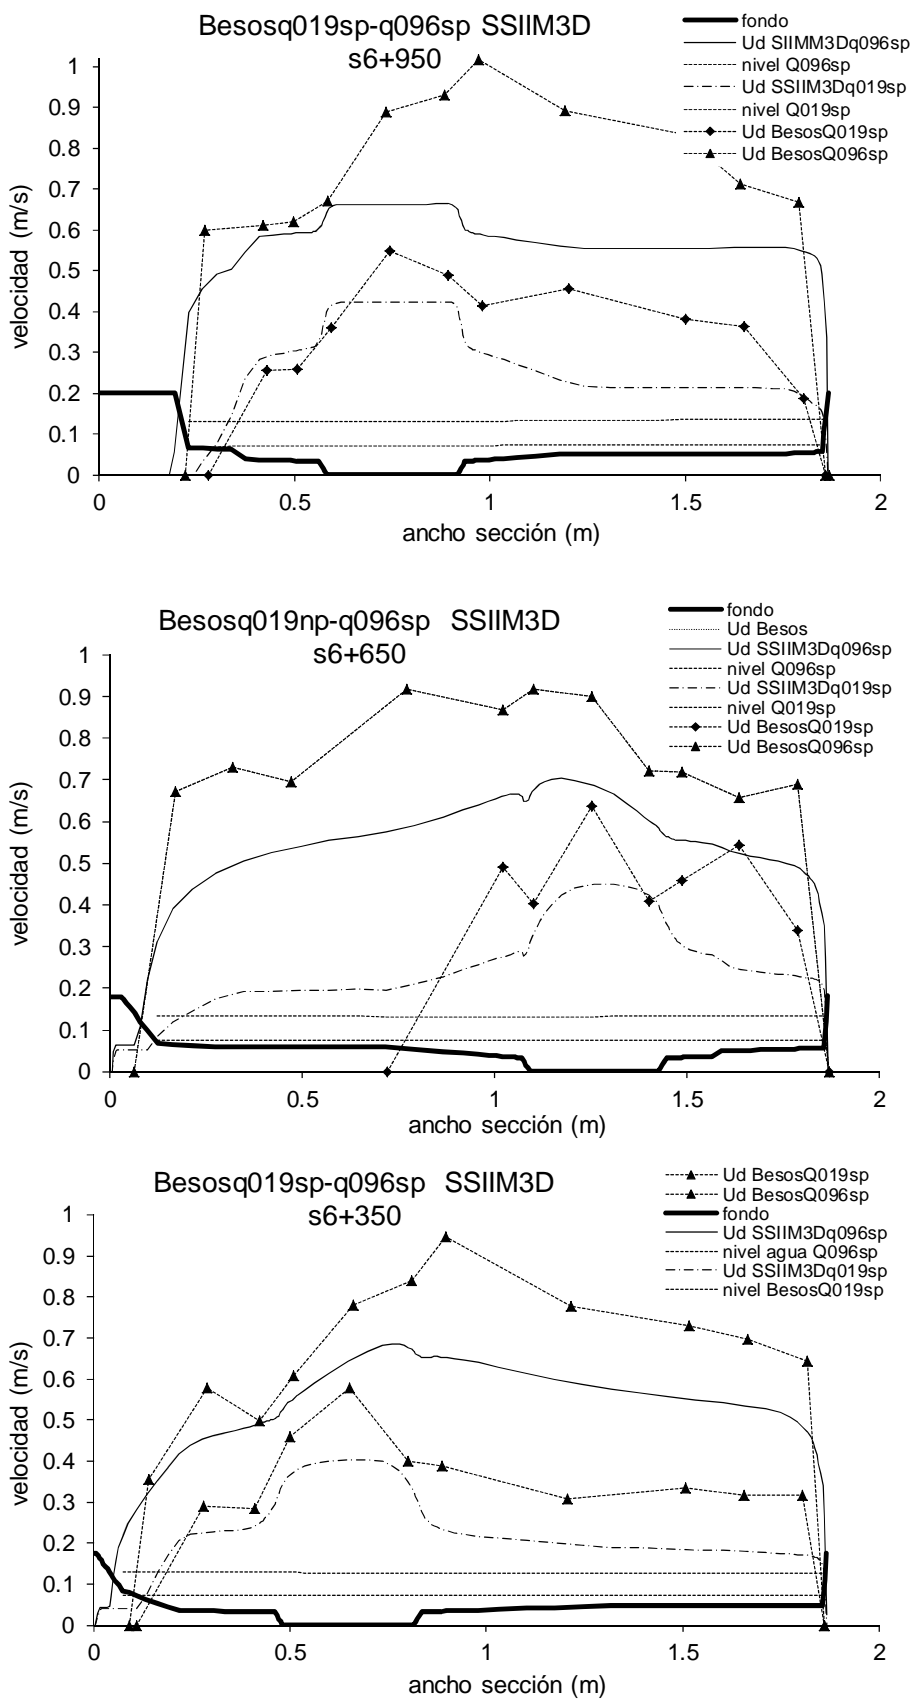 Besosq019sp-q096sp SSIIM3D
s6+950
fondo
Ud SIIMM3Dq096sp
nivel Q096sp
Ud SSIIM3Dq019sp
nivel Q019sp
Ud BesosQ019sp
Ud BesosQ096sp
velocidad (m/s)
1
0.9
0.8
0.7
0.6
0.5
0.4
0.3
0.2
0.1
0
0 0.5 1 1.5 2
ancho sección (m)
Besosq019np-q096sp SSIIM3D
s6+650
fondo
Ud Besos
Ud SSIIM3Dq096sp
nivel Q096sp
Ud SSIIM3Dq019sp
nivel Q019sp
Ud BesosQ019sp
Ud BesosQ096sp
velocidad (m/s)
1
0.9
0.8
0.7
0.6
0.5
0.4
0.3
0.2
0.1
0
0 0.5 1 1.5 2
ancho sección (m)
Besosq019sp-q096sp SSIIM3D
s6+350
Ud BesosQ019sp
Ud BesosQ096sp
fondo
Ud SSIIM3Dq096sp
nivel agua Q096sp
Ud SSIIM3Dq019sp
nivel BesosQ019sp
velocidad (m/s)
1
0.9
0.8
0.7
0.6
0.5
0.4
0.3
0.2
0.1
0
0 0.5 1 1.5 2
ancho sección (m)